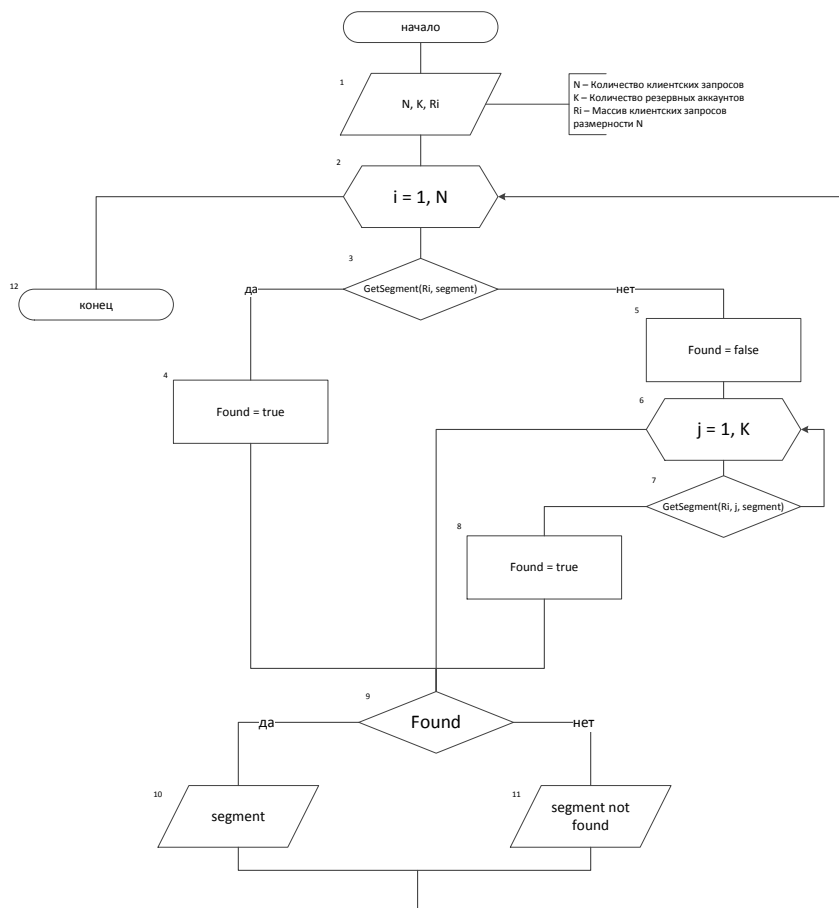 начало
1
N, K, Ri
N – Количество клиентских запросов
K – Количество резервных аккаунтов
Ri – Массив клиентских запросов
размерности N
2
i = 1, N
3
GetSegment(Ri, segment)
да
нет
12
конец
5
Found = false
4
Found = true
6
j = 1, K
7
GetSegment(Ri, j, segment)
8
Found = true
9
Found
да
нет
10
segment
11
segment not
found